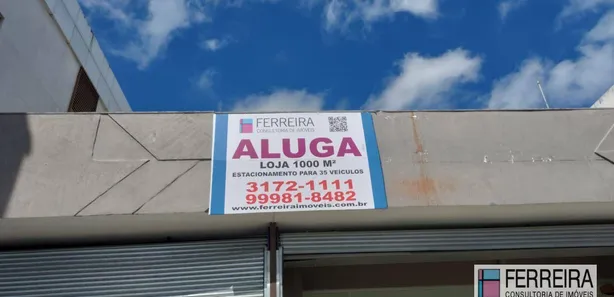 FERREIRA
CONSULTORIA DE IMÓVEIS
ALUGA
LOJA 1000 M²
ESTACIONAMENTO PARA 35 VEICULOS
3172-1111
99981-8482
www.ferreiraimoveis.com.br
FERREIRA
CONSULTORIA DE IMÓVEIS